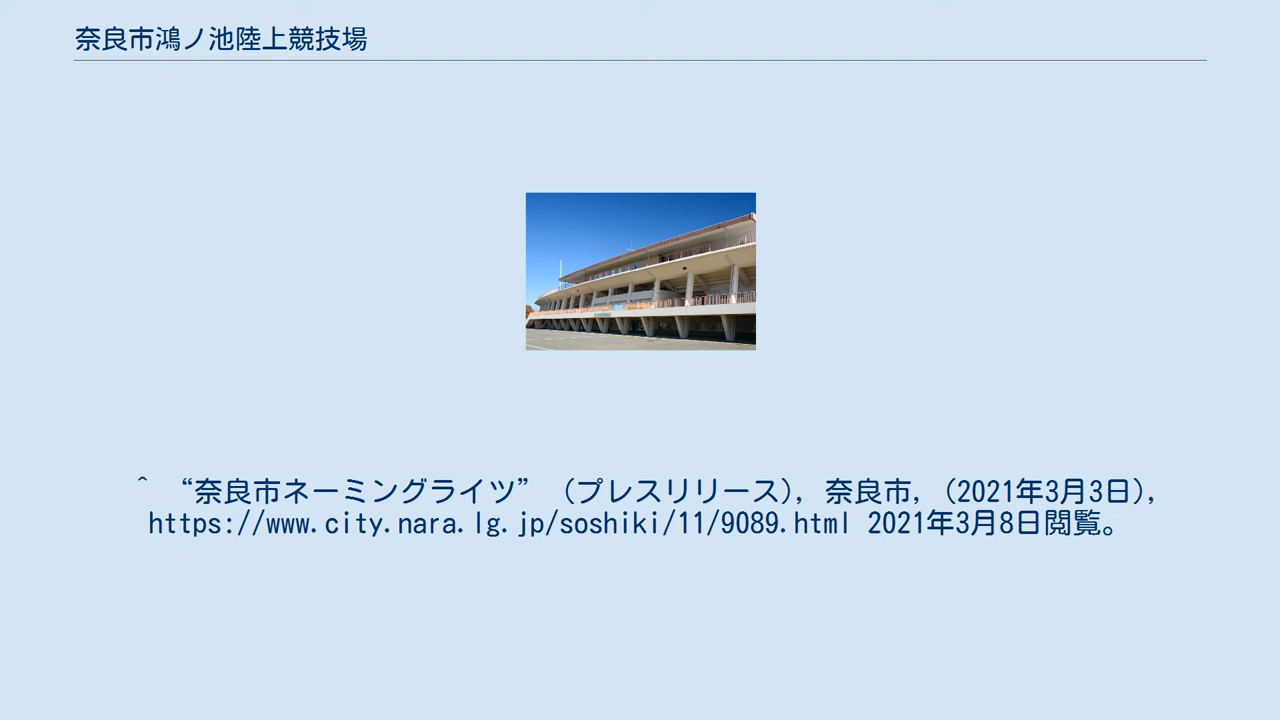 奈良市鴻ノ池陸上競技場
^ “奈良市ネーミングライツ” (プレスリリース), 奈良市, (2021年3月3日),
https://www.city.nara.lg.jp/soshiki/11/9089.html 2021年3月8日閲覧。